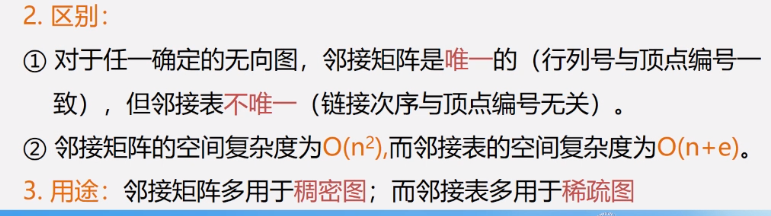 2. 区别：
① 对于任一确定的无向图，邻接矩阵是唯一的（行列号与顶点编号一
致），但邻接表不唯一（链接次序与顶点编号无关）。
② 邻接矩阵的空间复杂度为O(n²),而邻接表的空间复杂度为O(n+e)。
3. 用途：邻接矩阵多用于稠密图；而邻接表多用于稀疏图